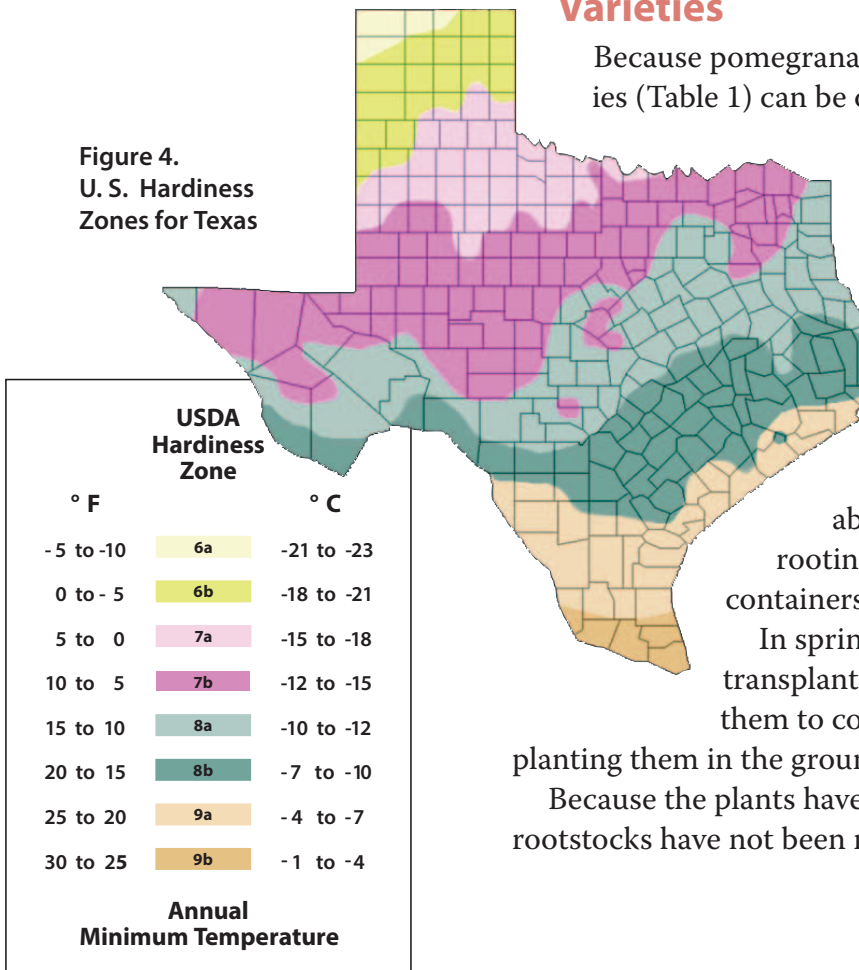 Varieties
Because pomegrana
ies (Table 1) can be
Figure 4.
U. S. Hardiness
Zones for Texas
USDA
Hardiness
Zone
° F ° C
- 5 to -10 6a -21 to -23
0 to - 5 6b -18 to -21
5 to 0 7a -15 to -18
10 to 5 7b -12 to -15
15 to 10 8a -10 to -12
20 to 15 8b - 7 to -10
25 to 20 9a - 4 to -7
30 to 25 9b - 1 to -4
Annual
Minimum Temperature
ab
rootin
containers
In sprin
transplant
them to co
planting them in the groun
Because the plants have
rootstocks have not been